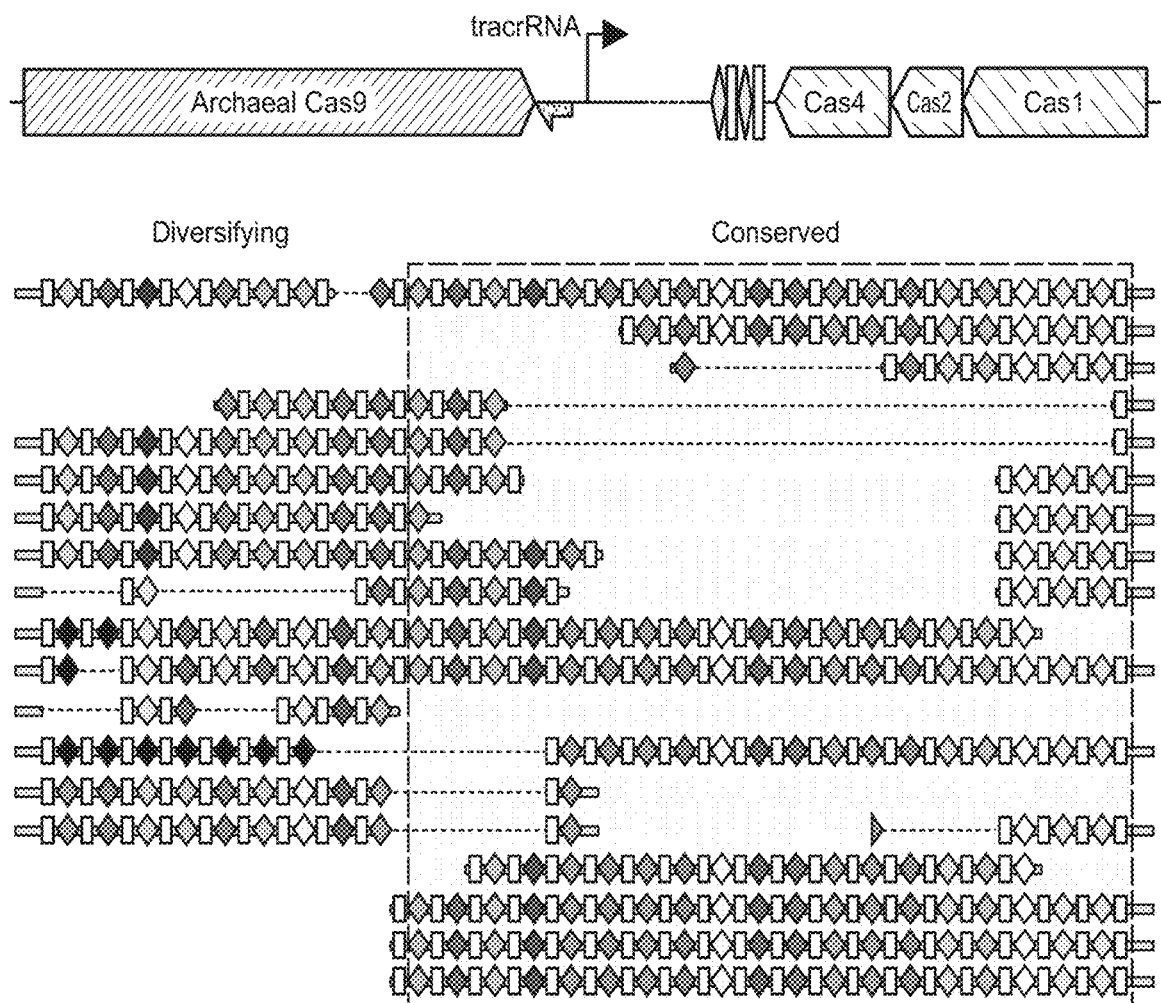 tracrRNA
Archaeal Cas9
Cas4
Cas2
Cas1
Diversifying
Conserved